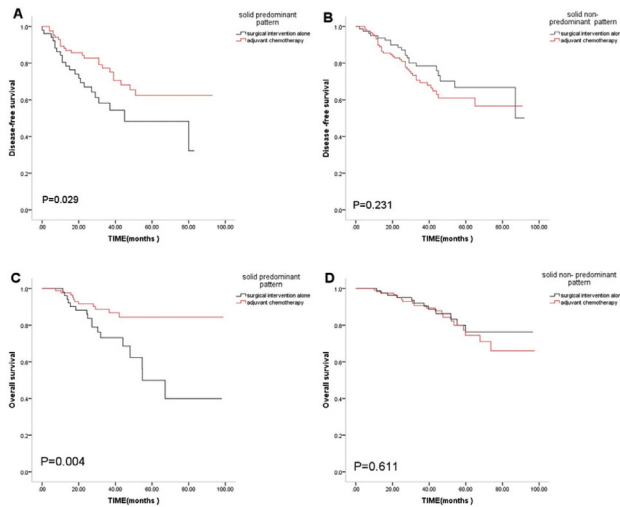 A
solid predominant
pattern
surgical intervention alone
adjuvant chemotherapy
Disease-free survival
1.0
0.8
0.6
0.4
0.2
0.0
P=0.029
.00 20.00 40.00 60.00 80.00 100.00
TIME(months )
B
solid non-
predominant pattern
surgical intervention alone
adjuvant chemotherapy
Disease -free survival
1.0
0.8
0.6
0.4
0.2
0.0
P=0.231
.00 20.00 40.00 60.00 80.00 100.00
TIME(months )
C
solid predominant
pattern
surgical intervention alone
adjuvant chemotherapy
Overall survival
1.0
0.8
0.6
0.4
0.2
0.0
P=0.004
.00 20.00 40.00 60.00 80.00 100.00
TIME(months )
D
solid non- predominant
pattern
surgical intervention alone
adjuvant chemotherapy
Overall survival
1.0
0.8
0.6
0.4
0.2
0.0
P=0.611
.00 20.00 40.00 60.00 80.00 100.00
TIME(months )